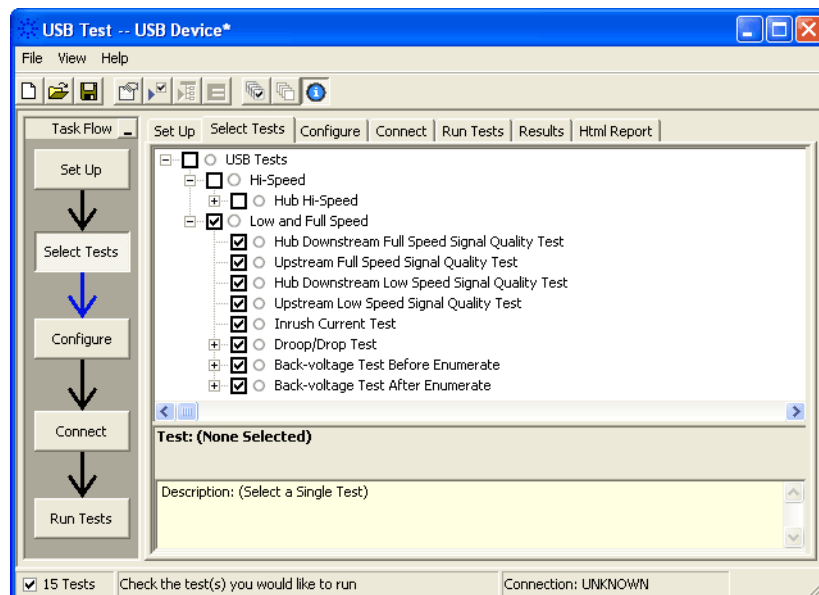 USB Test -- USB Device*
File View Help
Task Flow
Set Up
Select Tests
Configure
Connect
Run Tests
Set Up Select Tests Configure Connect Run Tests Results Html Report
USB Tests
Hi-Speed
Hub Hi-Speed
Low and Full Speed
Hub Downstream Full Speed Signal Quality Test
Upstream Full Speed Signal Quality Test
Hub Downstream Low Speed Signal Quality Test
Upstream Low Speed Signal Quality Test
Inrush Current Test
Droop/Drop Test
Back-voltage Test Before Enumerate
Back-voltage Test After Enumerate
Test: (None Selected)
Description: (Select a Single Test)
15 Tests Check the test(s) you would like to run Connection: UNKNOWN